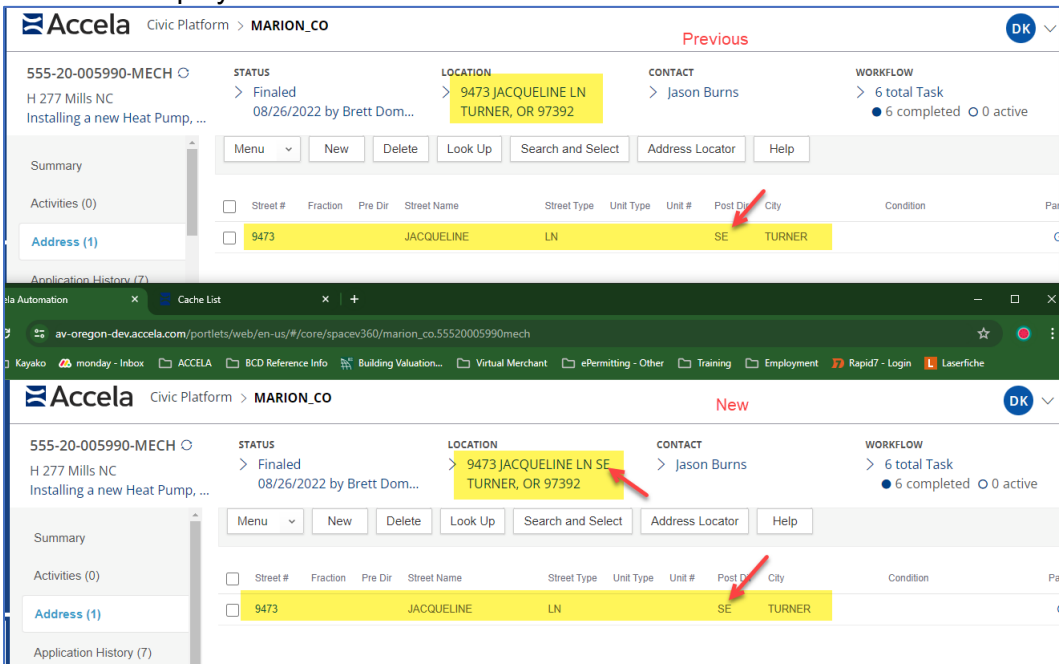 Accela Civic Platform > MARION_CO
Previous
DK
555-20-005990-MECH
H 277 Mills NC
Installing a new Heat Pump, ...
STATUS
> Finaled
08/26/2022 by Brett Dom...
LOCATION
> 9473 JACQUELINE LN
TURNER, OR 97392
CONTACT
> Jason Burns
WORKFLOW
> 6 total Task
6 completed 0 active
Menu New Delete Look Up Search and Select Address Locator Help
Summary
Activities (0)
Address (1)
Application History (7)
Street # Fraction Pre Dir Street Name Street Type Unit Type Unit # Post Dir City Condition
9473 JACQUELINE LN SE TURNER
Automation Cache List
av-oregon-dev.accela.com/portlets/web/en-us/#/core/spacev360/marion_co.55520005990mech
Kayako monday - Inbox ACCELA BCD Reference Info Building Valuation... Virtual Merchant ePermitting - Other Training Employment Rapid7 - Login Laserfiche
Accela Civic Platform > MARION_CO
New
DK
555-20-005990-MECH
H 277 Mills NC
Installing a new Heat Pump, ...
STATUS
> Finaled
08/26/2022 by Brett Dom...
LOCATION
> 9473 JACQUELINE LN SE
TURNER, OR 97392
CONTACT
> Jason Burns
WORKFLOW
> 6 total Task
6 completed 0 active
Menu New Delete Look Up Search and Select Address Locator Help
Summary
Activities (0)
Address (1)
Application History (7)
Street # Fraction Pre Dir Street Name Street Type Unit Type Unit # Post City Condition
9473 JACQUELINE LN SE TURNER